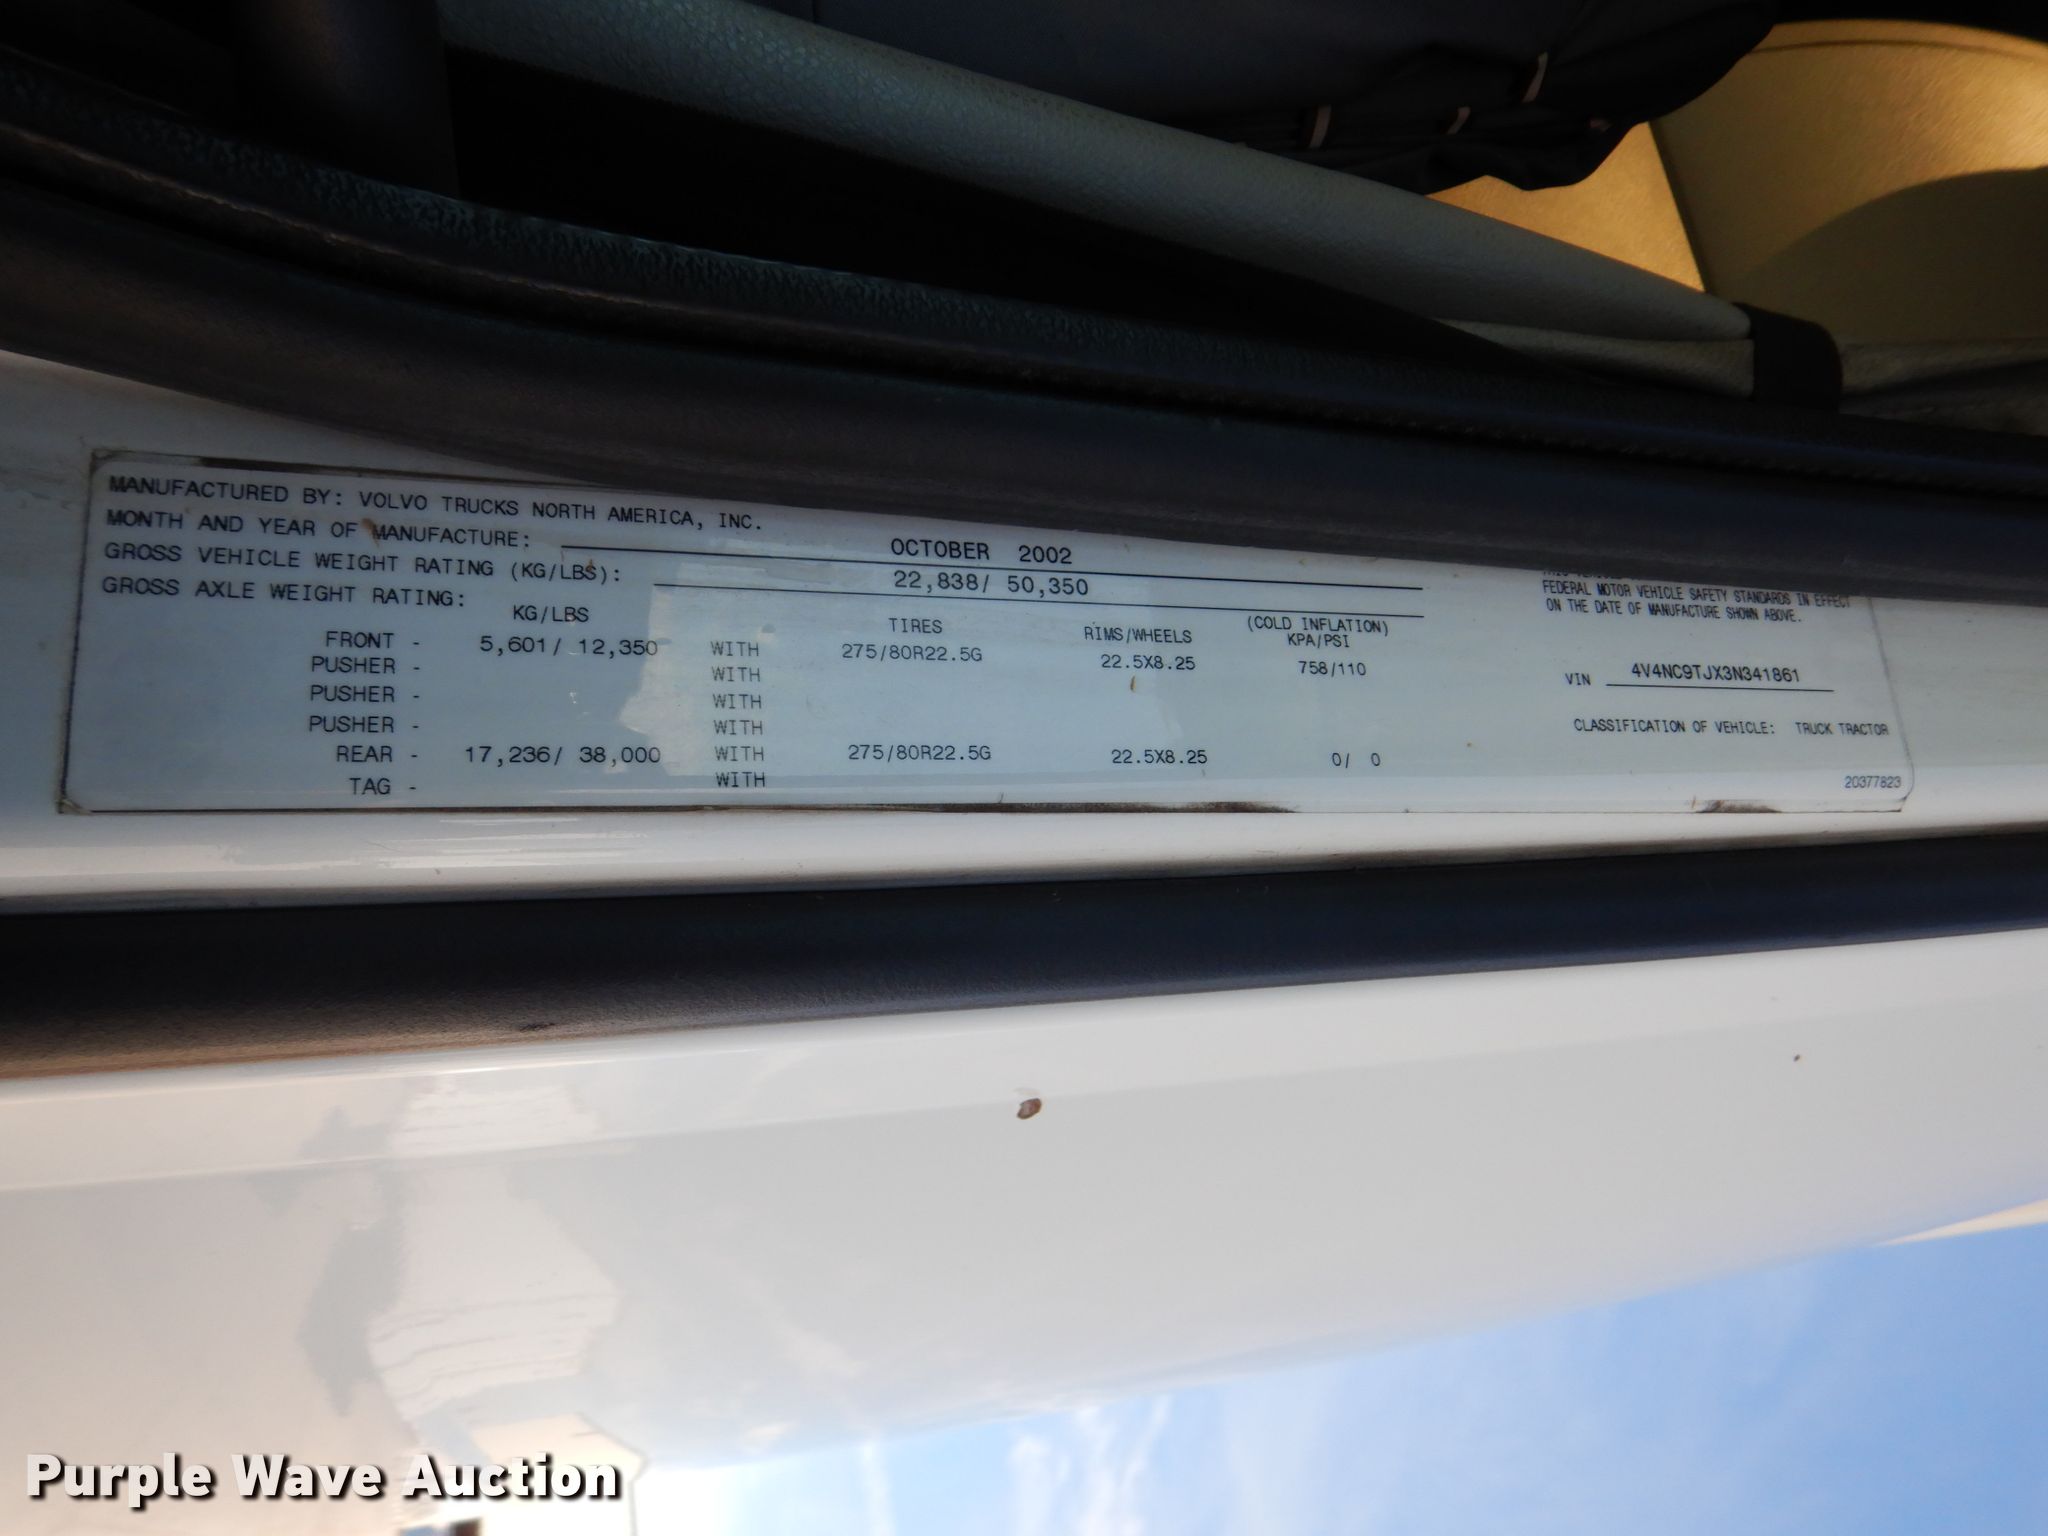 MANUFACTURED BY: VOLVO TRUCKS NORTH AMERICA, INC.
MONTH AND YEAR OF MANUFACTURE: OCTOBER 2002
GROSS VEHICLE WEIGHT RATING (KG/LBS): 22,838/ 50,350
GROSS AXLE WEIGHT RATING:
KG/LBS TIRES RIMS/WHEELS (COLD INFLATION) KPA/PSI
FRONT - 5,601/ 12,350 WITH 275/80R22.5G 22.5X8.25 758/110
PUSHER - WITH
PUSHER - WITH
PUSHER - WITH
REAR - 17,236/ 38,000 WITH 275/80R22.5G 22.5X8.25 0/ 0
TAG - WITH
FEDERAL MOTOR VEHICLE SAFETY STANDARDS IN EFFECT
ON THE DATE OF MANUFACTURE SHOWN ABOVE.
VIN 4V4NC9TJX3N341861
CLASSIFICATION OF VEHICLE: TRUCK TRACTOR
20377823
Purple Wave Auction